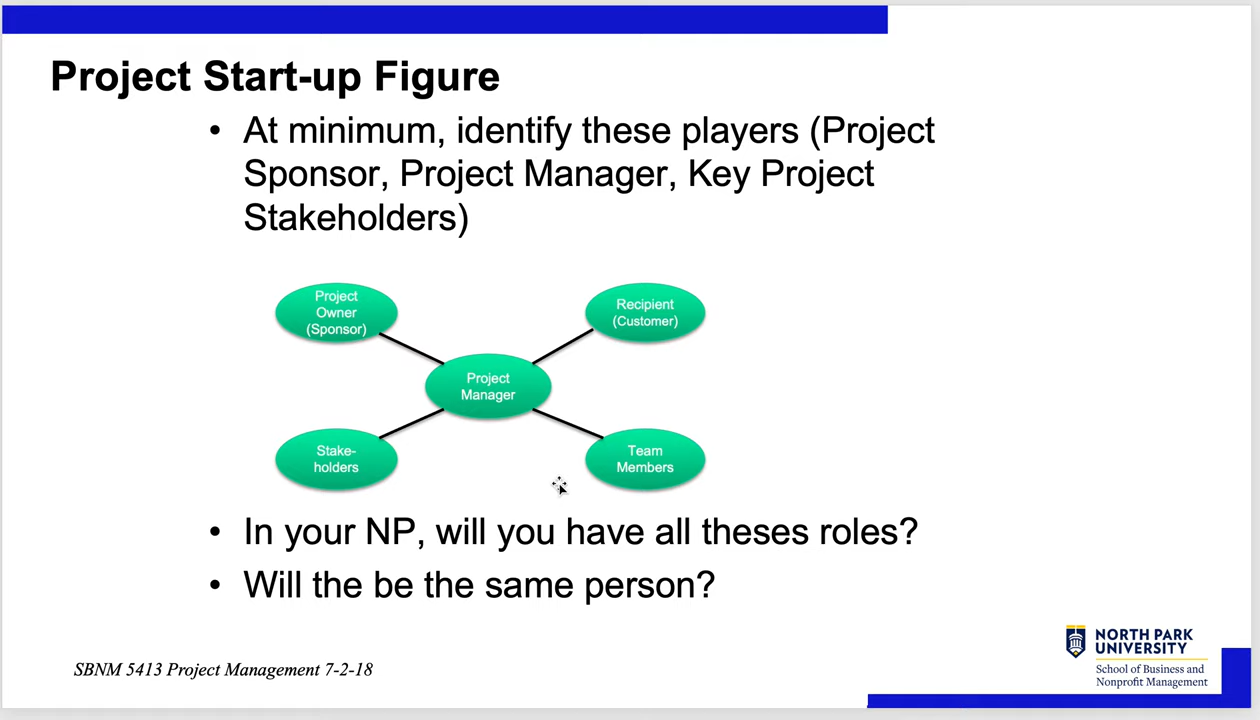 Project Start-up Figure
• At minimum, identify these players (Project
Sponsor, Project Manager, Key Project
Stakeholders)
Project
Owner
(Sponsor)
Recipient
(Customer)
Project
Manager
Stake-
holders
Team
Members
• In your NP, will you have all theses roles?
• Will the be the same person?
SBNM 5413 Project Management 7-2-18
NORTH PARK
UNIVERSITY
School of Business and
Nonprofit Management